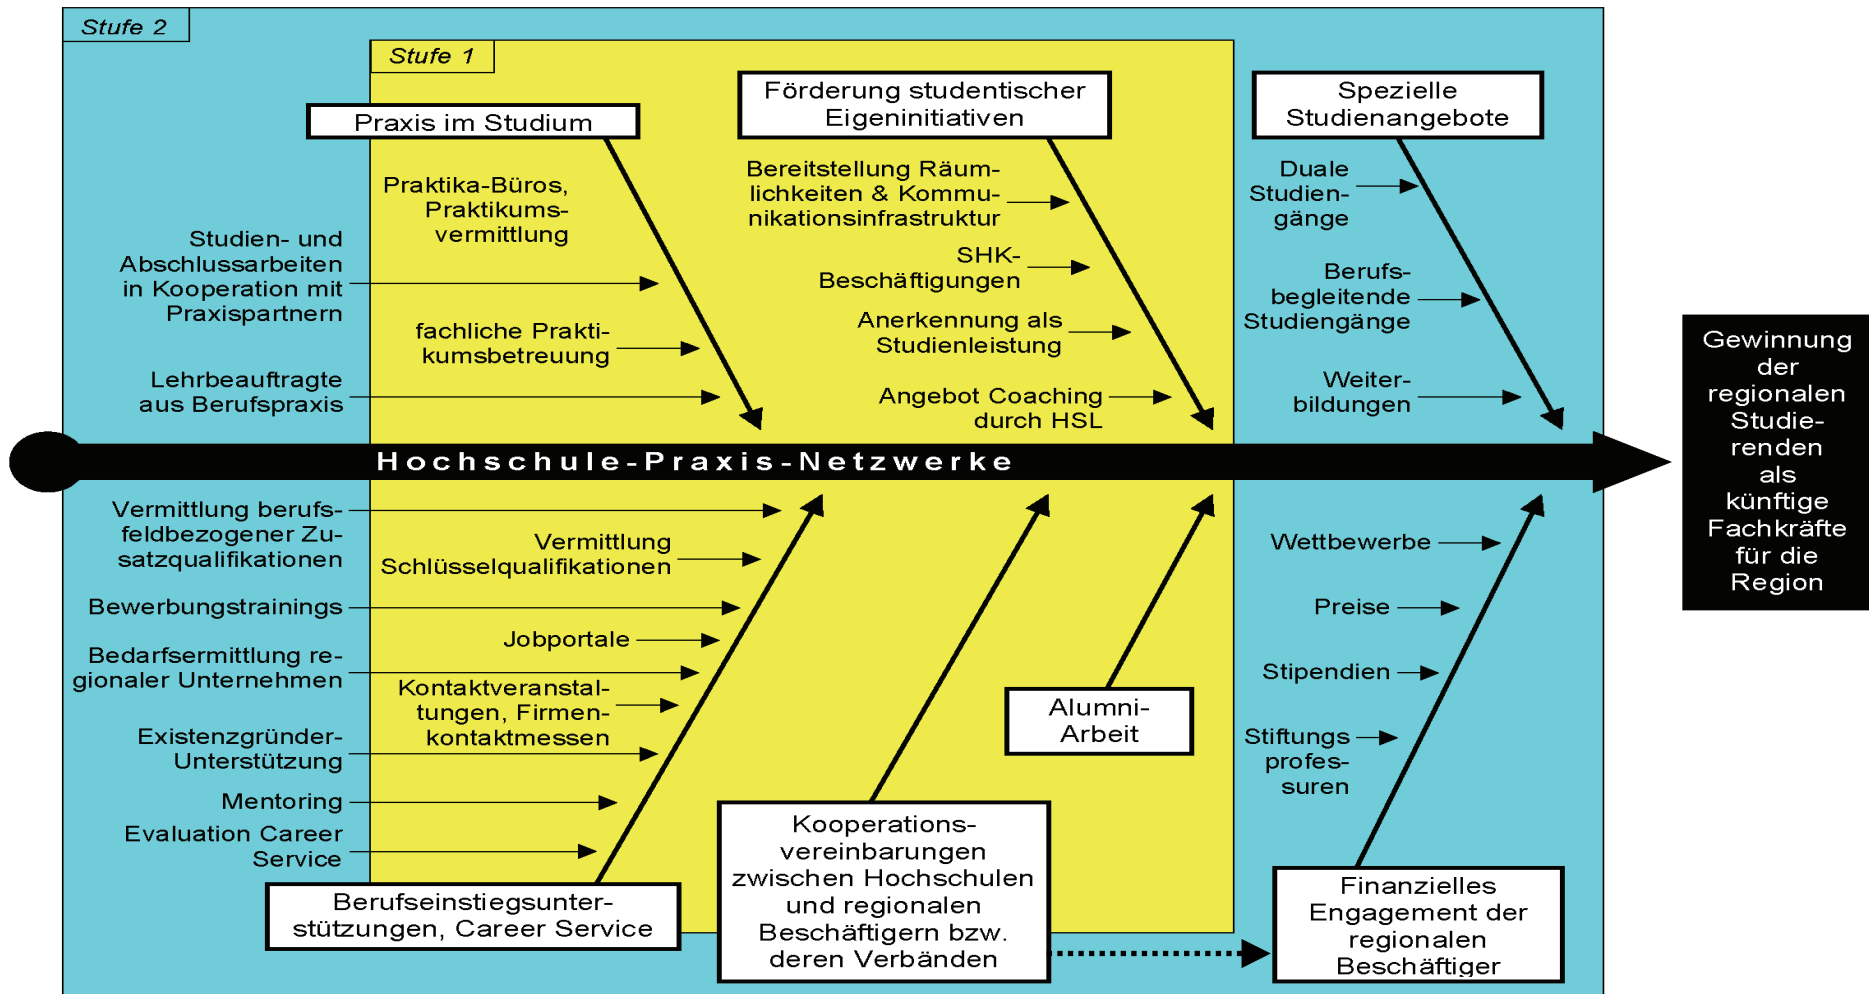 Stufe 2
Stufe 1
Praxis im Studium
Förderung studentischer
Eigeninitiativen
Spezielle
Studienangebote
Praktika-Büros,
Praktikums-
vermittlung
Studien- und
Abschlussarbeiten
in Kooperation mit
Praxispartnern
fachliche Prakti-
kumsbetreuung
Lehrbeauftragte
aus Berufspraxis
Bereitstellung Räum-
lichkeiten & Kommu-
nikationsinfrastruktur
SHK-
Beschäftigungen
Anerkennung als
Studienleistung
Angebot Coaching
durch HSL
Duale
Studien-
gänge
Berufs-
begleitende
Studiengänge
Weiter-
bildungen
Hochschule-Praxis-Netzwerke
Gewinnung
der
regionalen
Studie-
renden
als
künftige
Fachkräfte
für die
Region
Vermittlung berufs-
feldbezogener Zu-
satzqualifikationen
Vermittlung
Schlüsselqualifikationen
Bewerbungstrainings
Jobportale
Bedarfsermittlung re-
gionaler Unternehmen
Kontaktveranstal-
tungen, Firmen-
kontaktmessen
Existenzgründer-
Unterstützung
Mentoring
Evaluation Career
Service
Berufseinstiegsunter-
stützungen, Career Service
Kooperations-
vereinbarungen
zwischen Hochschulen
und regionalen
Beschäftigern bzw.
deren Verbänden
Alumni-
Arbeit
Wettbewerbe
Preise
Stipendien
Stiftungs
profes-
suren
Finanzielles
Engagement der
regionalen
Beschäftiger